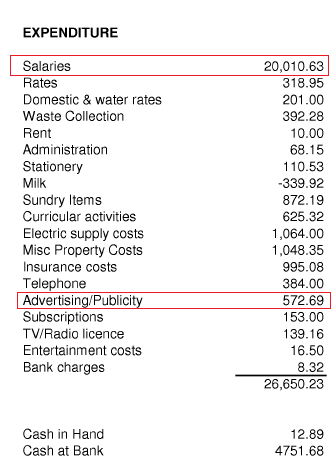 EXPENDITURE
Salaries 20,010.63
Rates 318.95
Domestic & water rates 201.00
Waste Collection 392.28
Rent 10.00
Administration 68.15
Stationery 110.53
Milk -339.92
Sundry Items 872.19
Curricular activities 625.32
Electric supply costs 1,064.00
Misc Property Costs 1,048.35
Insurance costs 995.08
Telephone 384.00
Advertising/Publicity 572.69
Subscriptions 153.00
TV/Radio licence 139.16
Entertainment costs 16.50
Bank charges 8.32
26,650.23
Cash in Hand 12.89
Cash at Bank 4751.68